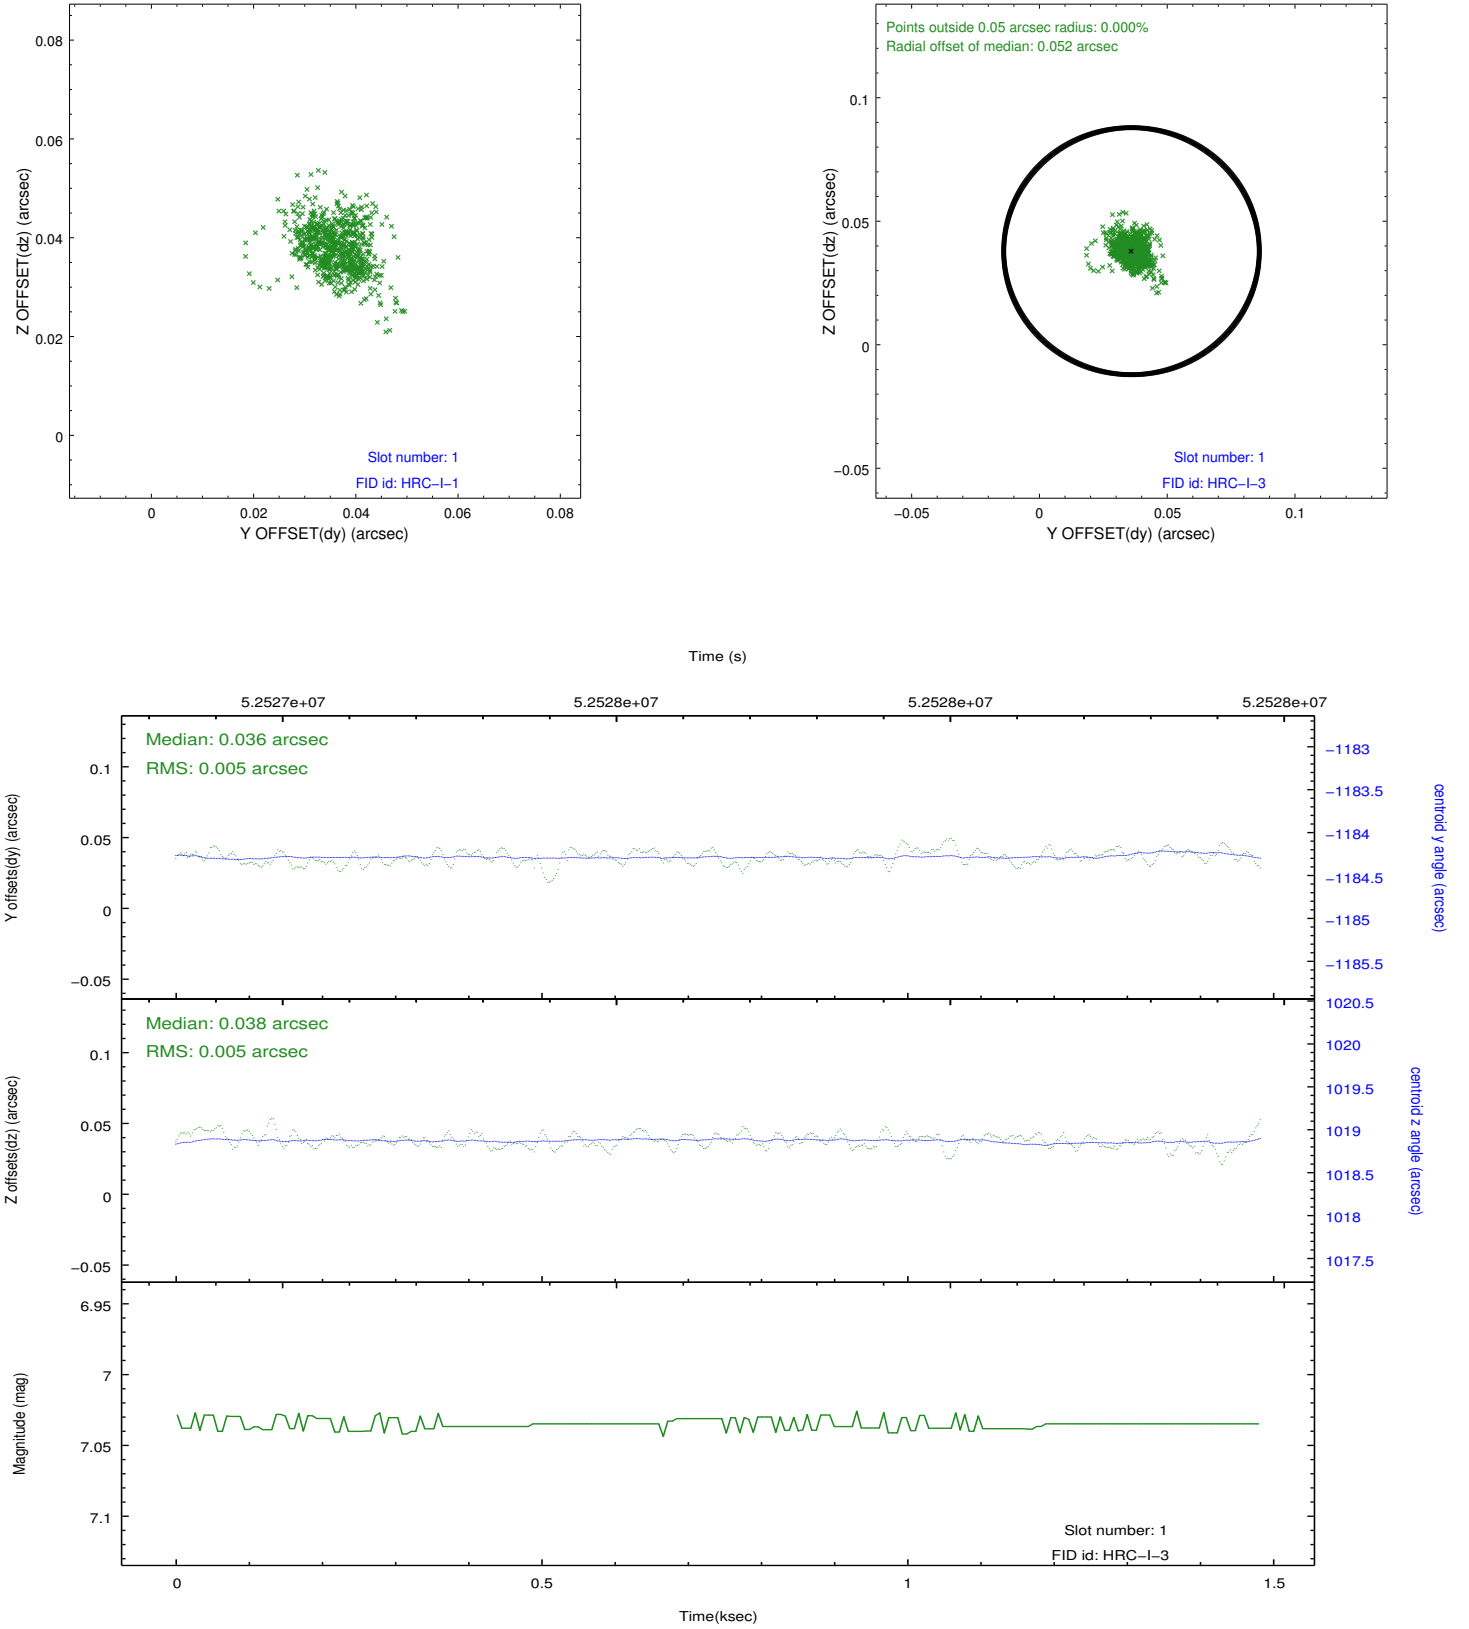 0.08
0.06
0.04
0.02
0
Z OFFSET(dz) (arcsec)
Slot number: 1
FID id: HRC−I−1
0 0.02 0.04 0.06 0.08
Y OFFSET(dy) (arcsec)
Points outside 0.05 arcsec radius: 0.000%
Radial offset of median: 0.052 arcsec
0.1
0.05
0
−0.05
Z OFFSET(dz) (arcsec)
Slot number: 1
FID id: HRC−I−3
−0.05 0 0.05 0.1
Y OFFSET(dy) (arcsec)
Time (s)
5.2527e+07 5.2528e+07 5.2528e+07 5.2528e+07
Median: 0.036 arcsec
RMS: 0.005 arcsec
0.1
0.05
0
−0.05
Y offsets(dy) (arcsec)
−1183
−1183.5
−1184
−1184.5
−1185
−1185.5
centroid y angle (arcsec)
Median: 0.038 arcsec
RMS: 0.005 arcsec
0.1
0.05
0
−0.05
Z offsets(dz) (arcsec)
1020.5
1020
1019.5
1019
1018.5
1018
1017.5
centroid z angle (arcsec)
6.95
7
7.05
7.1
Magnitude (mag)
Slot number: 1
FID id: HRC−I−3
0 0.5 1 1.5
Time(ksec)